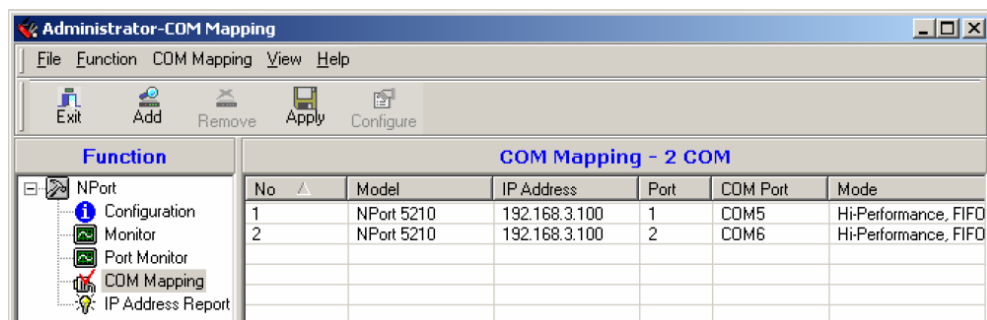 Administrator-COM Mapping
File Function COM Mapping View Help
Exit Add Remove Apply Configure
Function
COM Mapping - 2 COM
NPort
Configuration
Monitor
Port Monitor
COM Mapping
IP Address Report
No Model IP Address Port COM Port Mode
1 NPort 5210 192.168.3.100 1 COM5 Hi-Performance, FIFO
2 NPort 5210 192.168.3.100 2 COM6 Hi-Performance, FIFO